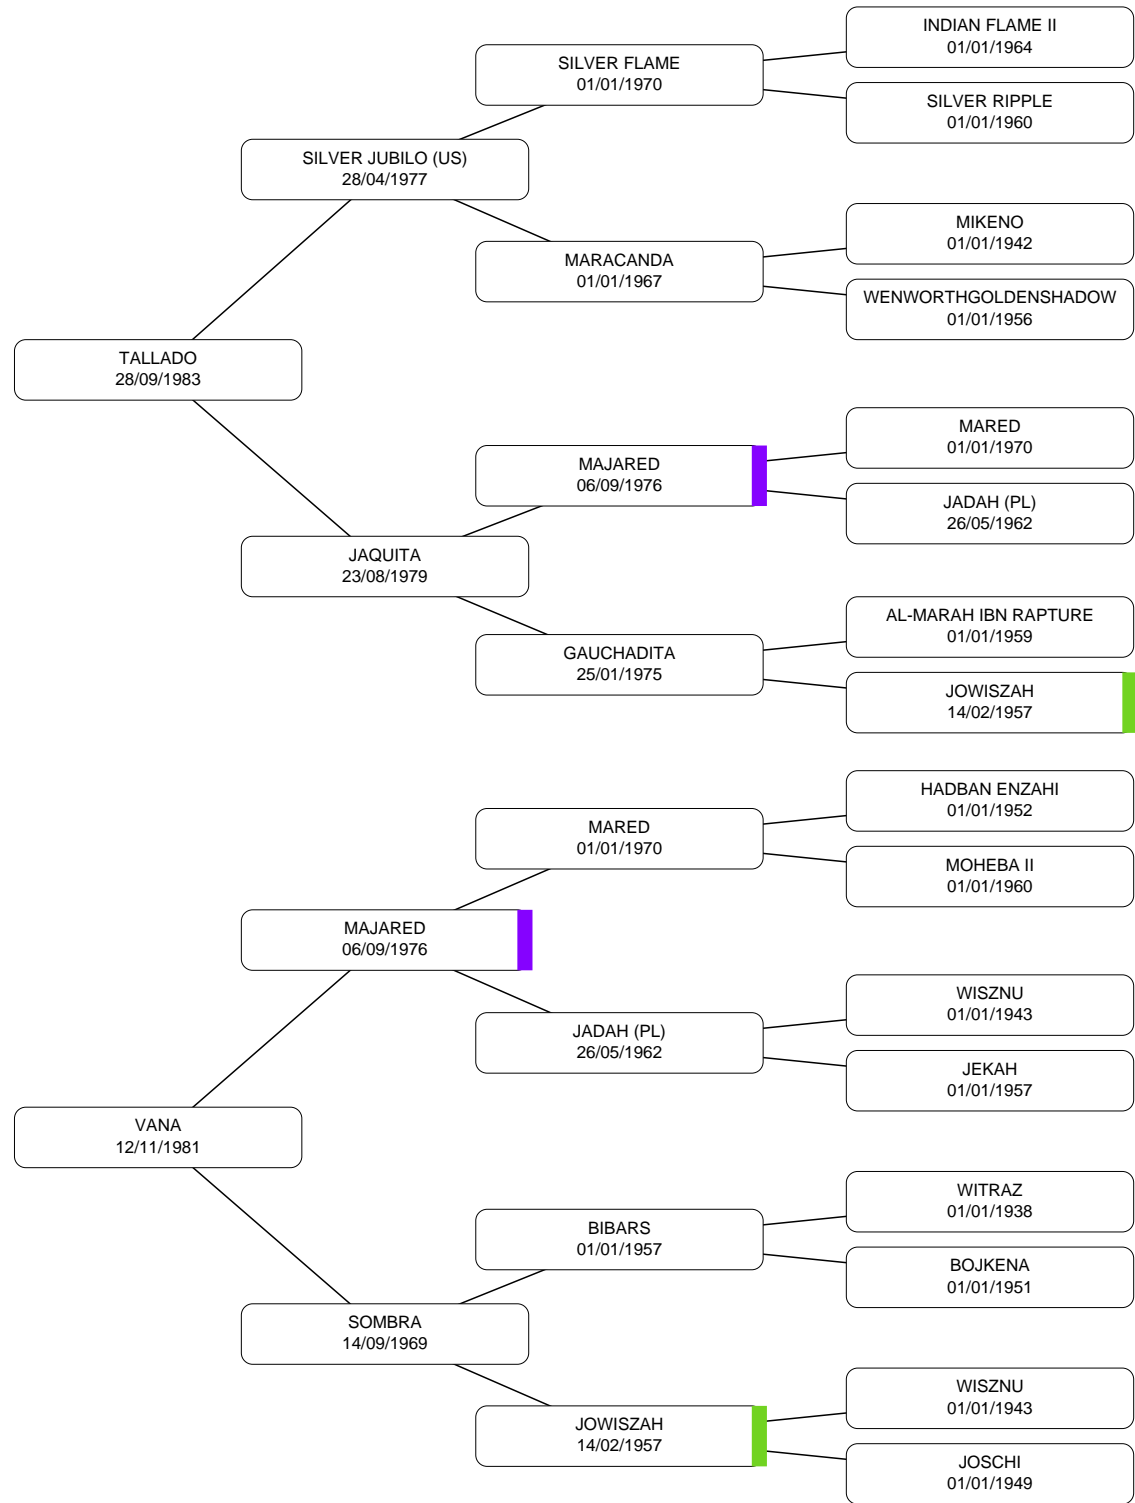 INDIAN FLAME II
01/01/1964
SILVER FLAME
01/01/1970
SILVER RIPPLE
01/01/1960
SILVER JUBILO (US)
28/04/1977
MIKENO
01/01/1942
MARACANDA
01/01/1967
WENWORTHGOLDENSHADOW
01/01/1956
TALLADO
28/09/1983
MARED
01/01/1970
MAJARED
06/09/1976
JADAH (PL)
26/05/1962
JAQUITA
23/08/1979
AL-MARAH IBN RAPTURE
01/01/1959
GAUCHADITA
25/01/1975
JOWISZAH
14/02/1957
HADBAN ENZAHI
01/01/1952
MARED
01/01/1970
MOHEBA II
01/01/1960
MAJARED
06/09/1976
WISZNU
01/01/1943
JADAH (PL)
26/05/1962
JEKAH
01/01/1957
VANA
12/11/1981
WITRAZ
01/01/1938
BIBARS
01/01/1957
BOJKENA
01/01/1951
SOMBRA
14/09/1969
WISZNU
01/01/1943
JOWISZAH
14/02/1957
JOSCHI
01/01/1949